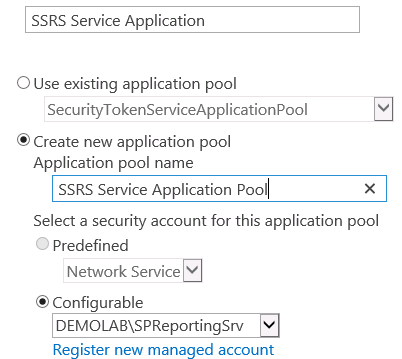 SSRS Service Application
Use existing application pool
SecurityTokenServiceApplicationPool
Create new application pool
Application pool name
SSRS Service Application Pool
Select a security account for this application pool
Predefined
Network Service
Configurable
DEMOLAB\SPReportingSrv
Register new managed account